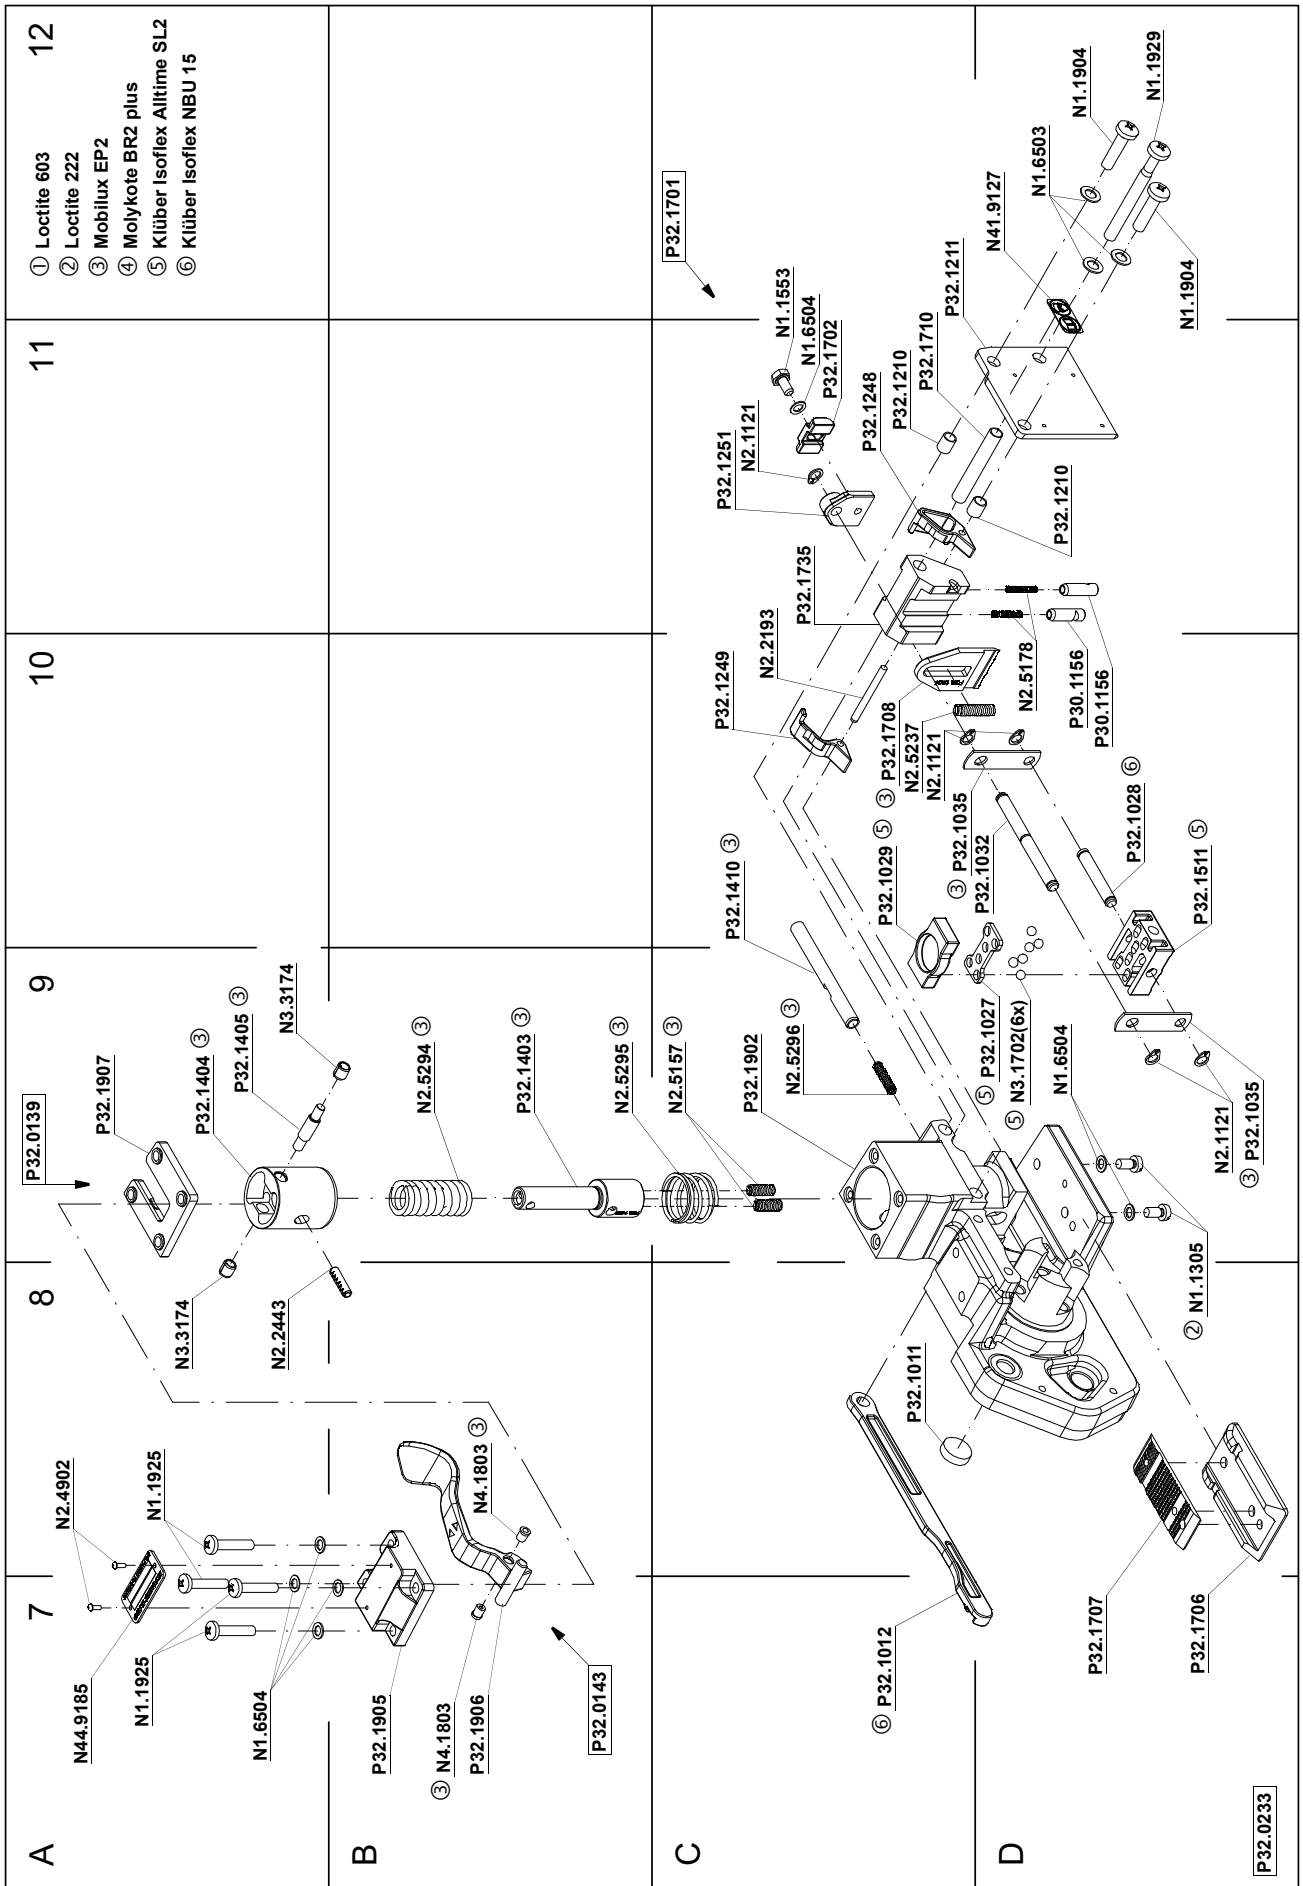 7
8
9
10
11
12
A
B
C
D
① Loctite 603
② Loctite 222
③ Mobilux EP2
④ Molykote BR2 plus
⑤ Klüber Isoflex Alltime SL2
⑥ Klüber Isoflex NBU 15
N44.9185
N2.4902
N1.1925
N1.1925
N1.6504
P32.1905
③ N4.1803
P32.1906
N4.1803 ③
P32.0143
P32.0139
P32.1907
P32.1404 ③
P32.1405 ③
N3.3174
N3.3174
N2.2443
N2.5294 ③
P32.1403 ③
N2.5295 ③
N2.5157 ③
P32.1902
N2.5296 ③
P32.1410 ③
P32.1249
N2.2193
P32.1735
P32.1251
N2.1121
N1.1553
N1.6504
P32.1702
P32.1701
P32.1248
P32.1210
P32.1710
P32.1211
N41.9127
N1.6503
N1.1904
N1.1929
N1.1904
P32.1210
N2.5178
P30.1156
P30.1156
③ P32.1708
N2.5237
N2.1121
③ P32.1035
P32.1032
P32.1029 ⑤
P32.1028 ⑥
P32.1511 ⑤
⑤ P32.1027
⑤ N3.1702(6x)
N1.6504
N2.1121
③ P32.1035
② N1.1305
P32.1011
⑥ P32.1012
P32.1707
P32.1706
P32.0233